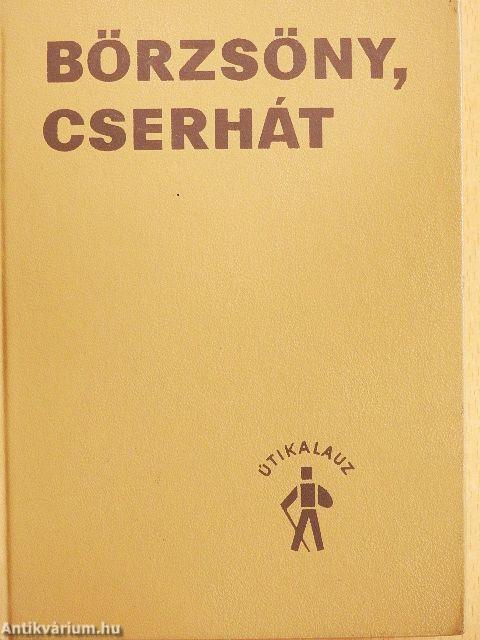 BÖRZSÖNY,
CSERHÁT
ÚTIKALAUZ
Antikvárium.hu